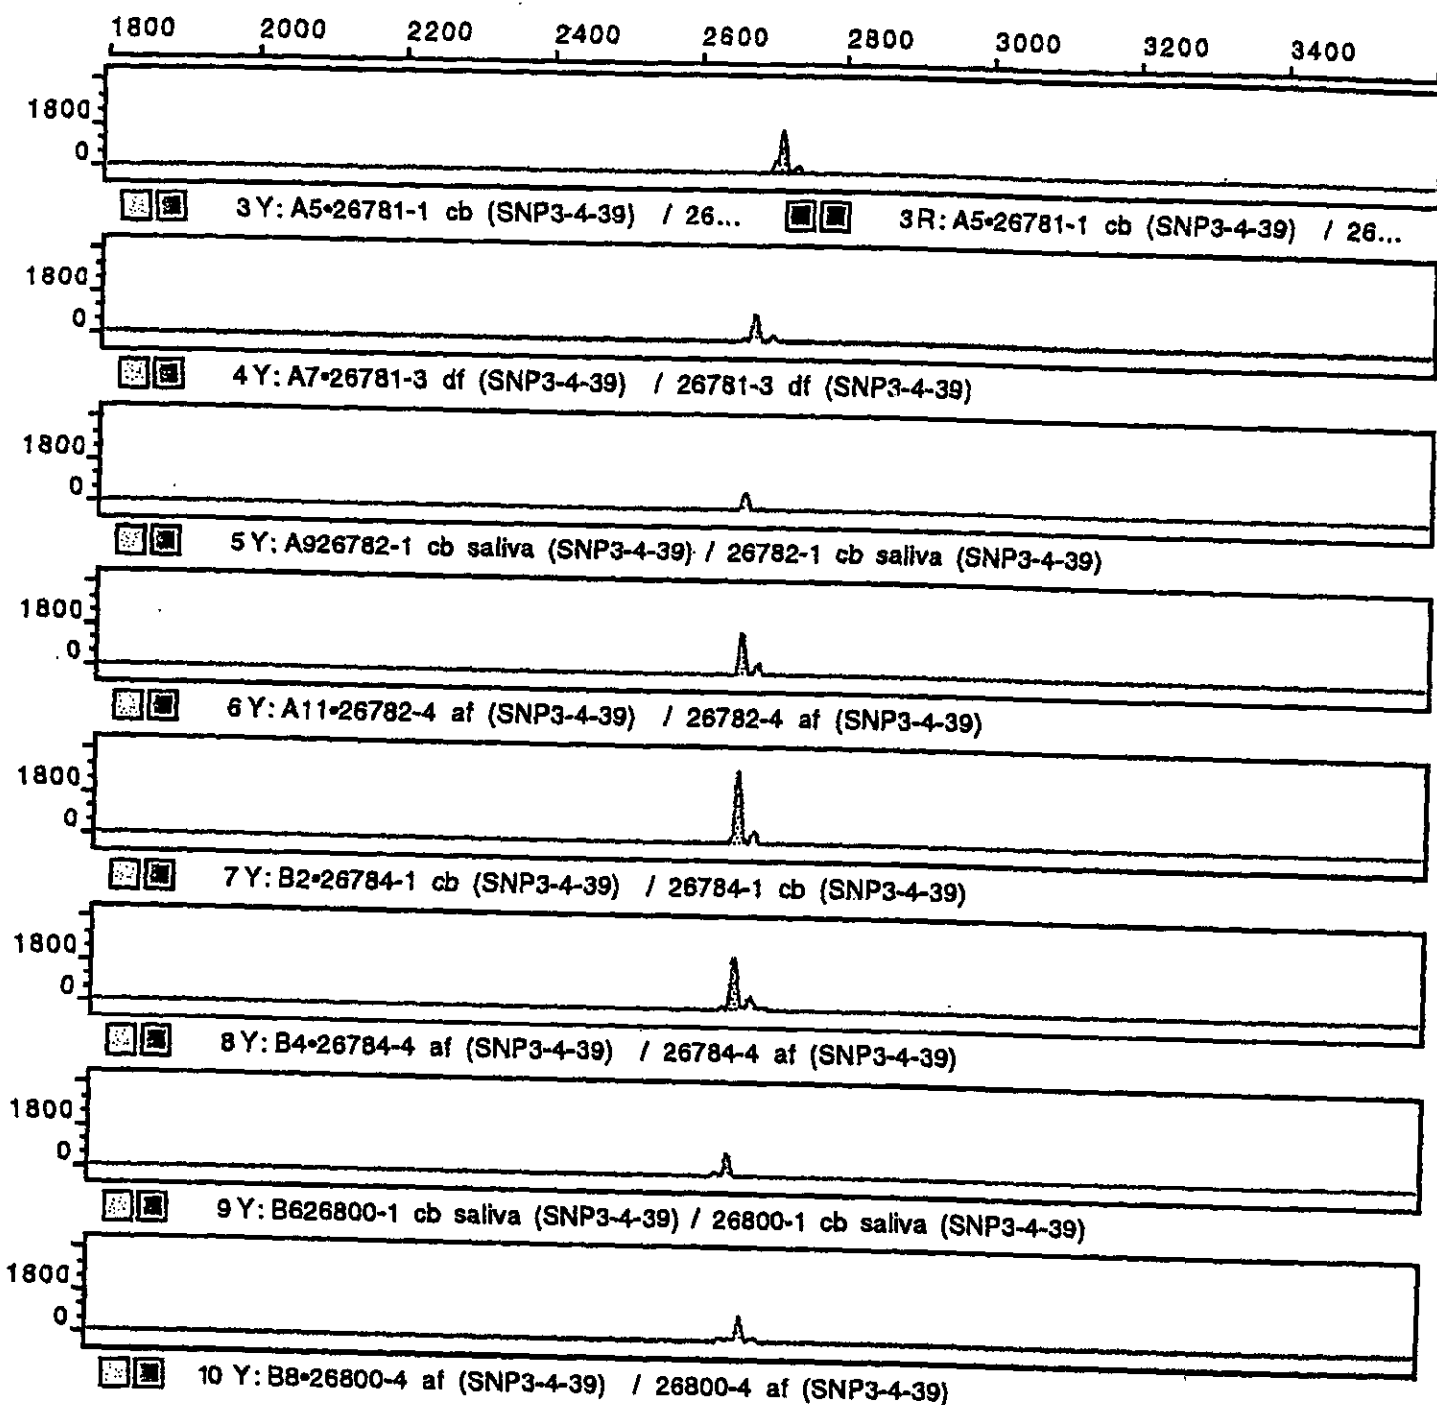 1800 2000 2200 2400 2600 2800 3000 3200 3400
1800
0
3 Y: A5•26781-1 cb (SNP3-4-39) / 26... 3 R: A5•26781-1 cb (SNP3-4-39) / 26...
1800
0
4 Y: A7•26781-3 df (SNP3-4-39) / 26781-3 df (SNP3-4-39)
1800
0
5 Y: A926782-1 cb saliva (SNP3-4-39) / 26782-1 cb saliva (SNP3-4-39)
1800
0
6 Y: A11•26782-4 af (SNP3-4-39) / 26782-4 af (SNP3-4-39)
1800
0
7 Y: B2•26784-1 cb (SNP3-4-39) / 26784-1 cb (SNP3-4-39)
1800
0
8 Y: B4•26784-4 af (SNP3-4-39) / 26784-4 af (SNP3-4-39)
1800
0
9 Y: B626800-1 cb saliva (SNP3-4-39) / 26800-1 cb saliva (SNP3-4-39)
1800
0
10 Y: B8•26800-4 af (SNP3-4-39) / 26800-4 af (SNP3-4-39)